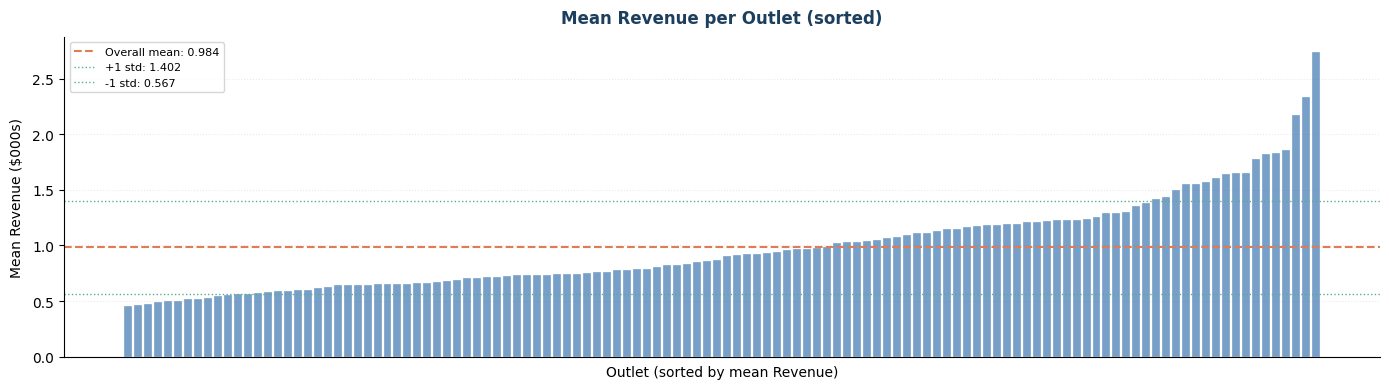 Mean Revenue per Outlet (sorted)
Overall mean: 0.984
+1 std: 1.402
-1 std: 0.567
Mean Revenue ($000s)
2.5
2.0
1.5
1.0
0.5
0.0
Outlet (sorted by mean Revenue)